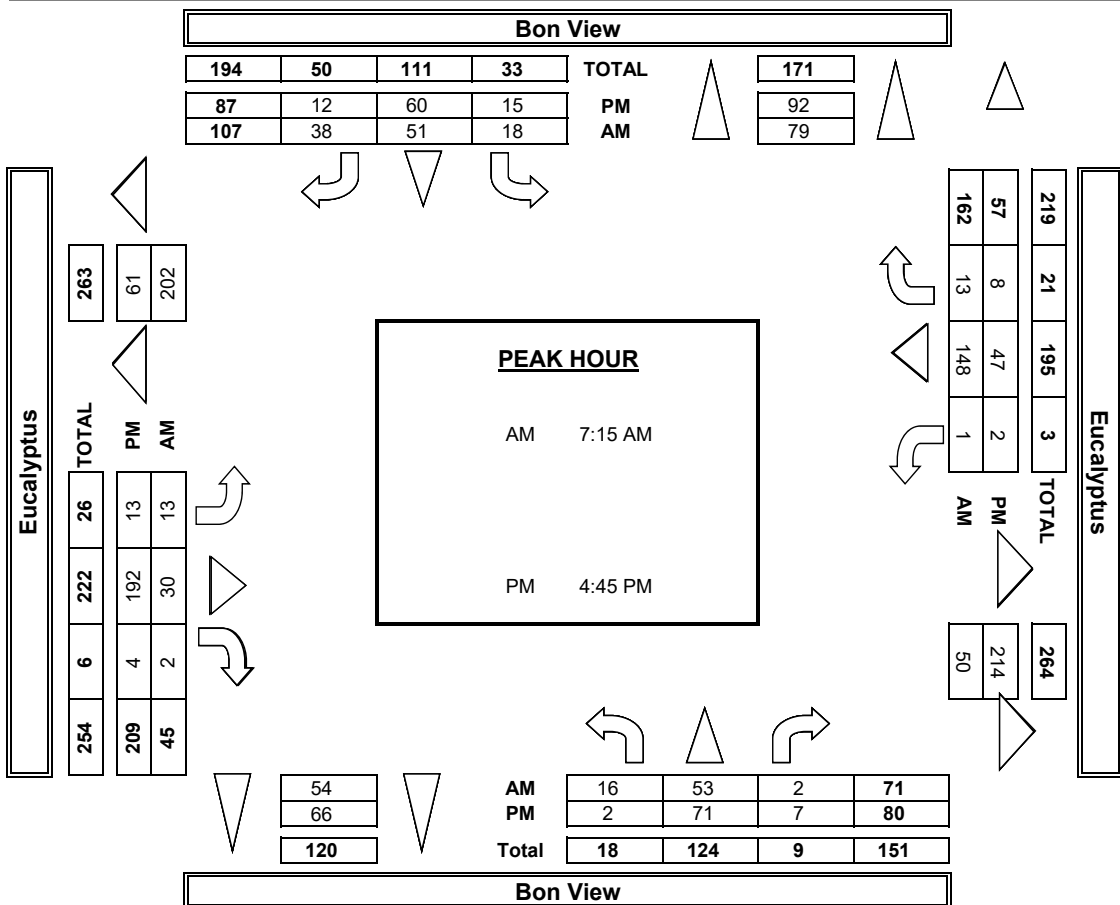 Bon View
194 50 111 33 TOTAL 171
87 12 60 15 PM 92
107 38 51 18 AM 79
Eucalyptus
263
61
202
TOTAL
PM
AM
26 222 6 254
13 192 4 209
13 30 2 45
PEAK HOUR
AM 7:15 AM
PM 4:45 PM
219 21 195 3 TOTAL 264
57 8 47 2 PM 214
162 13 148 1 AM 50
Eucalyptus
54 AM 16 53 2 71
66 PM 2 71 7 80
120 Total 18 124 9 151
Bon View